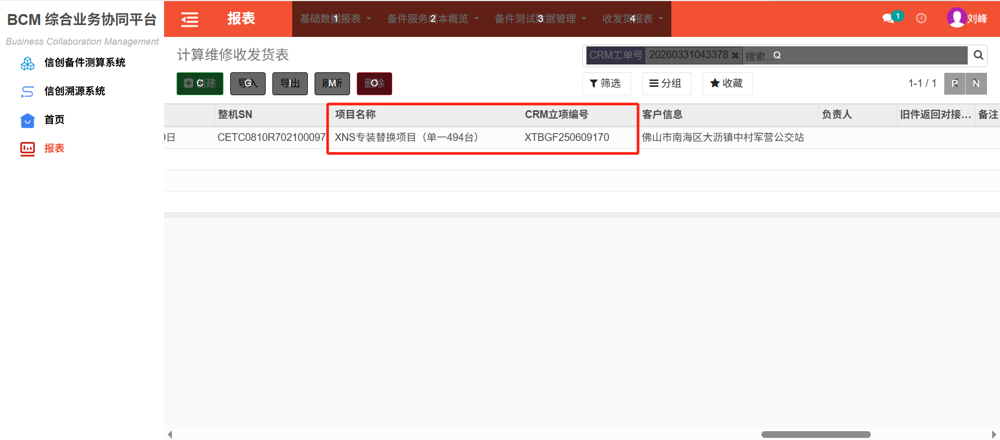 BCM 综合业务协同平台
Business Collaboration Management
信创备件测算系统
信创溯源系统
首页
报表
报表
基础数据报表 1
备件服务成本概览 2
备件测试数据管理 3
收发货报表 4
1
刘峰
计算维修收发货表
CRM工单号 20260331043378 搜索... Q
创建 C
导入 G
导出 I
刷新 M
删除 O
筛选
分组
收藏
1-1 / 1
P
N
整机SN 项目名称 CRM立项编号 客户信息 负责人 旧件返回对接... 备注
9日 CETC0810R702100097 XNS专装替换项目（单一494台） XTBGF250609170 佛山市南海区大沥镇中村军营公交站